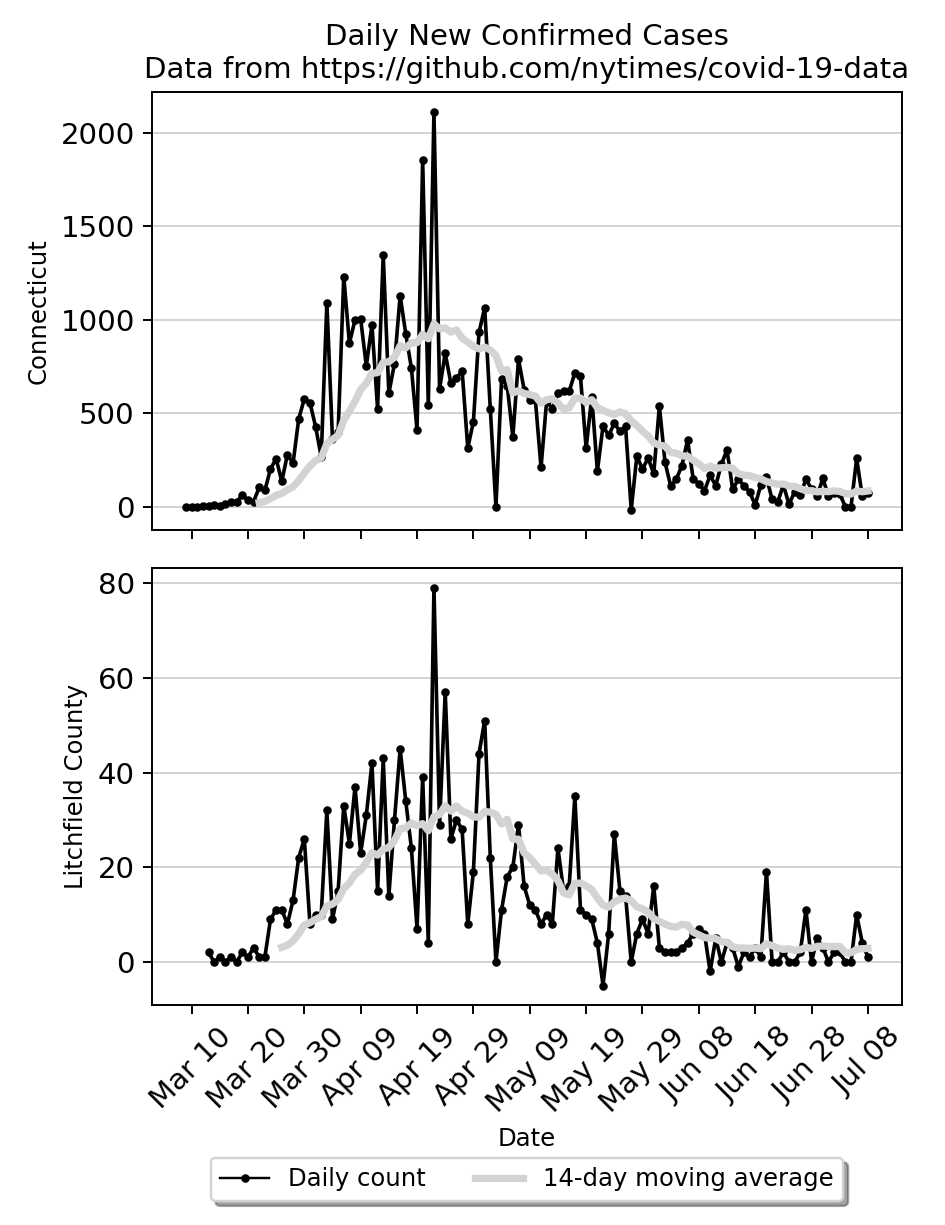 Daily New Confirmed Cases
Data from https://github.com/nytimes/covid-19-data
2000
1500
1000
500
0
Connecticut
80
60
40
20
0
Litchfield County
Mar 10
Mar 20
Mar 30
Apr 09
Apr 19
Apr 29
May 09
May 19
May 29
Jun 08
Jun 18
Jun 28
Jul 08
Date
Daily count
14-day moving average